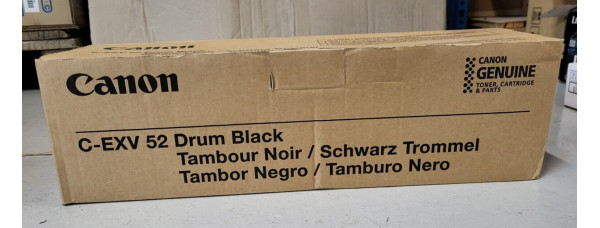 Canon
CANON
GENUINE
TONER, CARTRIDGE
& PARTS
C-EXV 52 Drum Black
Tambour Noir / Schwarz Trommel
Tambor Negro / Tamburo Nero